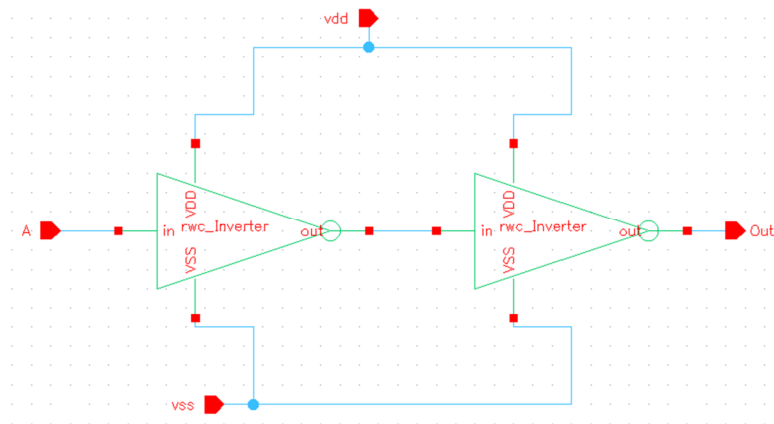 vdd
VDD
VDD
A
in
rwc_Inverter
out
in
rwc_Inverter
out
Out
VSS
VSS
vss